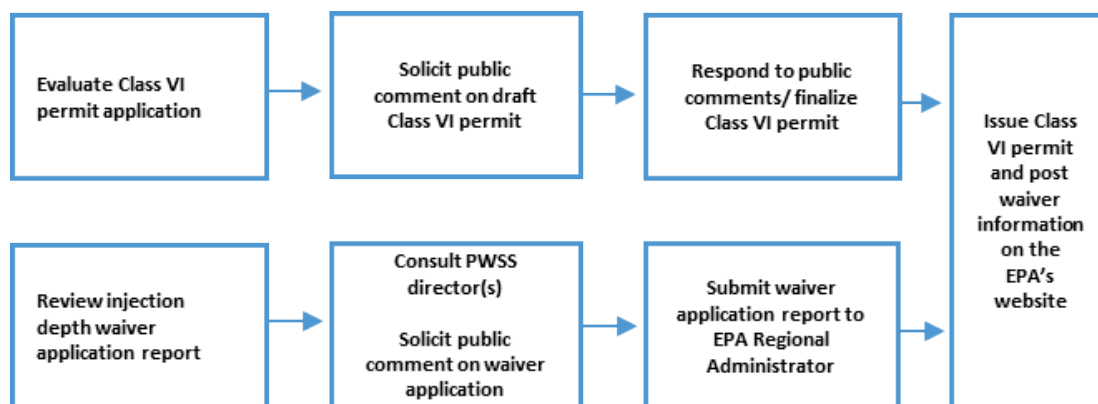 Evaluate Class VI
permit application
Solicit public
comment on draft
Class VI permit
Respond to public
comments/ finalize
Class VI permit
Issue Class
VI permit
and post
waiver
information
on the
EPA's
website
Review injection
depth waiver
application report
Consult PWSS
director(s)
Solicit public
comment on waiver
application
Submit waiver
application report to
EPA Regional
Administrator